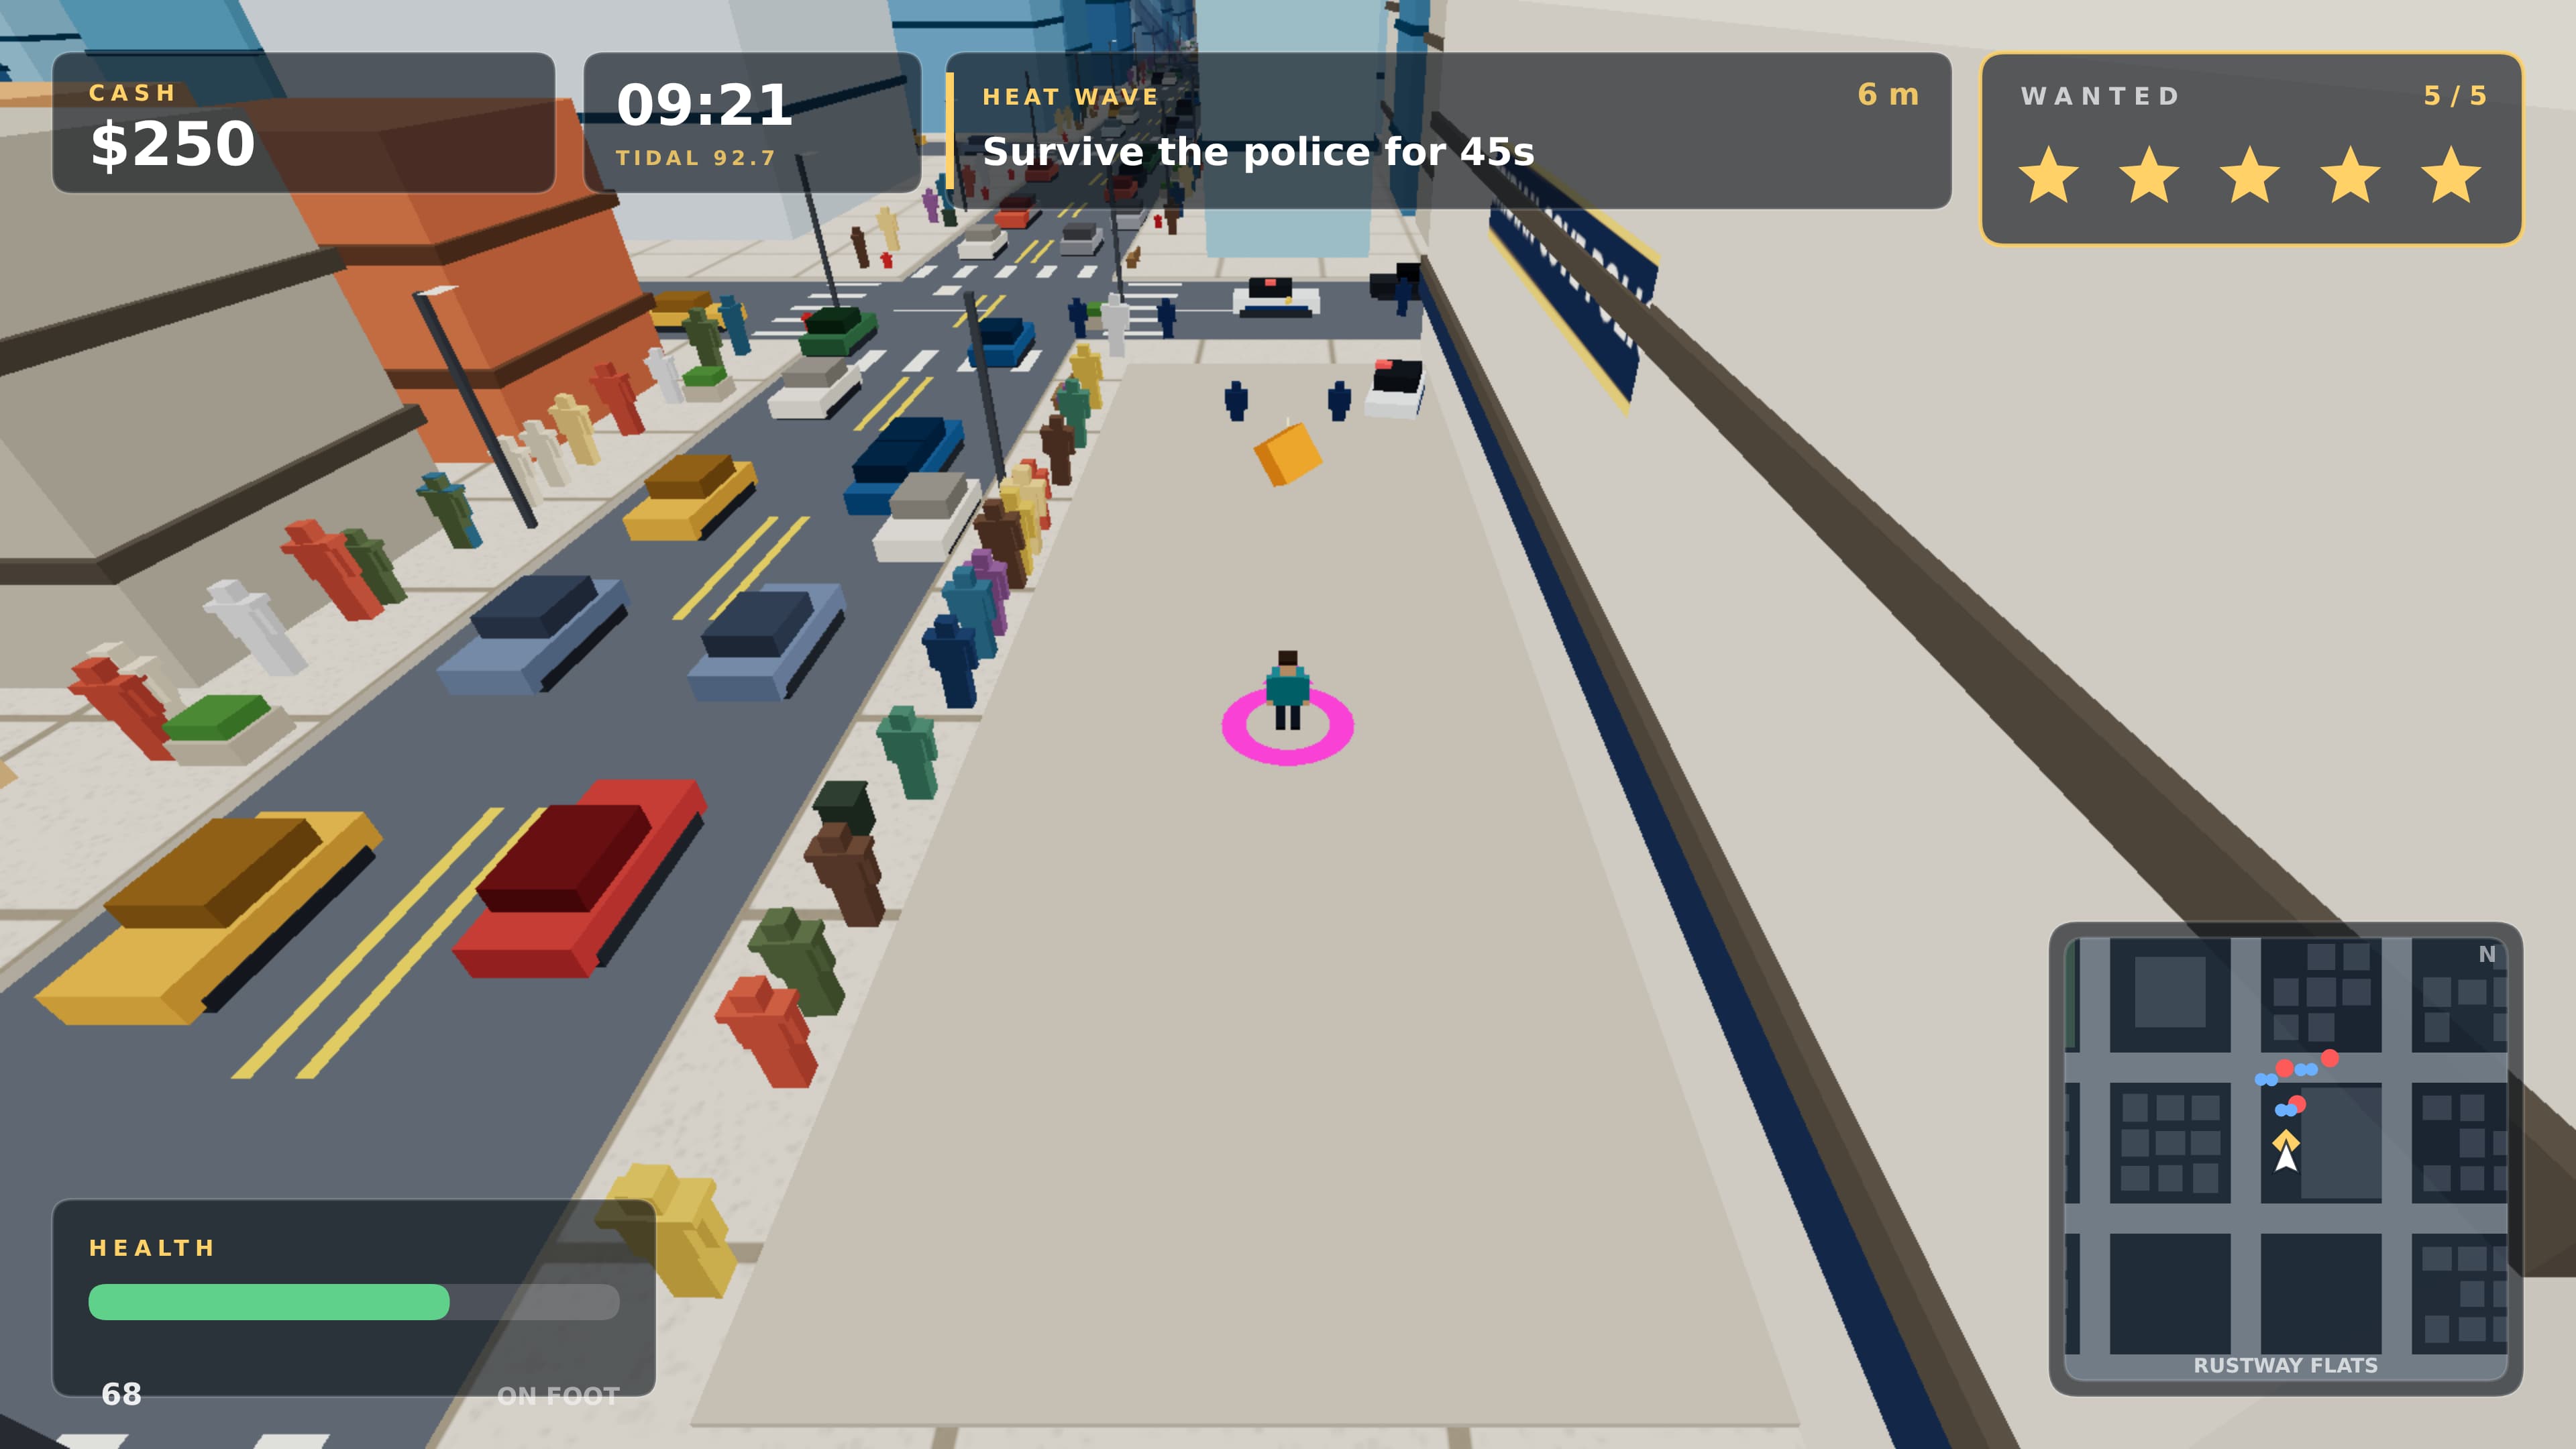 CASH
$250
09:21
TIDAL 92.7
HEAT WAVE
6 m
Survive the police for 45s
WANTED
5 / 5
N
RUSTWAY FLATS
HEALTH
68
ON FOOT